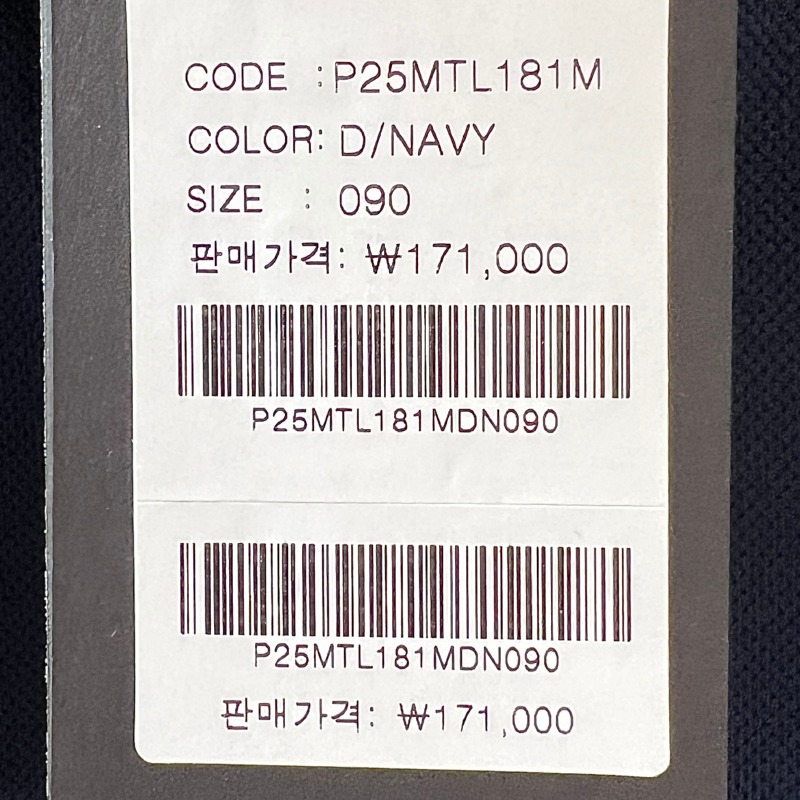 CODE : P25MTL181M
COLOR: D/NAVY
SIZE : 090
판매가격: ₩171,000
P25MTL181MDN090
P25MTL181MDN090
판매가격: ₩171,000